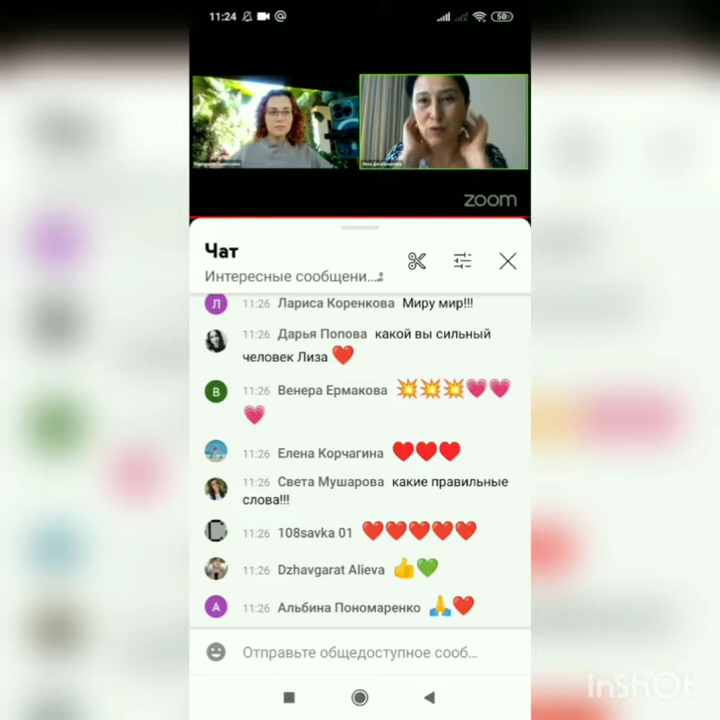 11:24 @ 50
zoom
Чат
Интересные сообщени...
Л 11:26 Лариса Коренкова Миру мир!!!
11:26 Дарья Попова какой вы сильный
человек Лиза ❤️
В 11:26 Венера Ермакова 💥💥💥💗💗
💗
11:26 Елена Корчагина ♥️♥️♥️
11:26 Света Мушарова какие правильные
слова!!!
11:26 108savka 01 ❤️❤️❤️❤️❤️
11:26 Dzhavgarat Alieva 👍💚
А 11:26 Альбина Пономаренко 🙏❤️
Отправьте общедоступное сооб...
InShOt